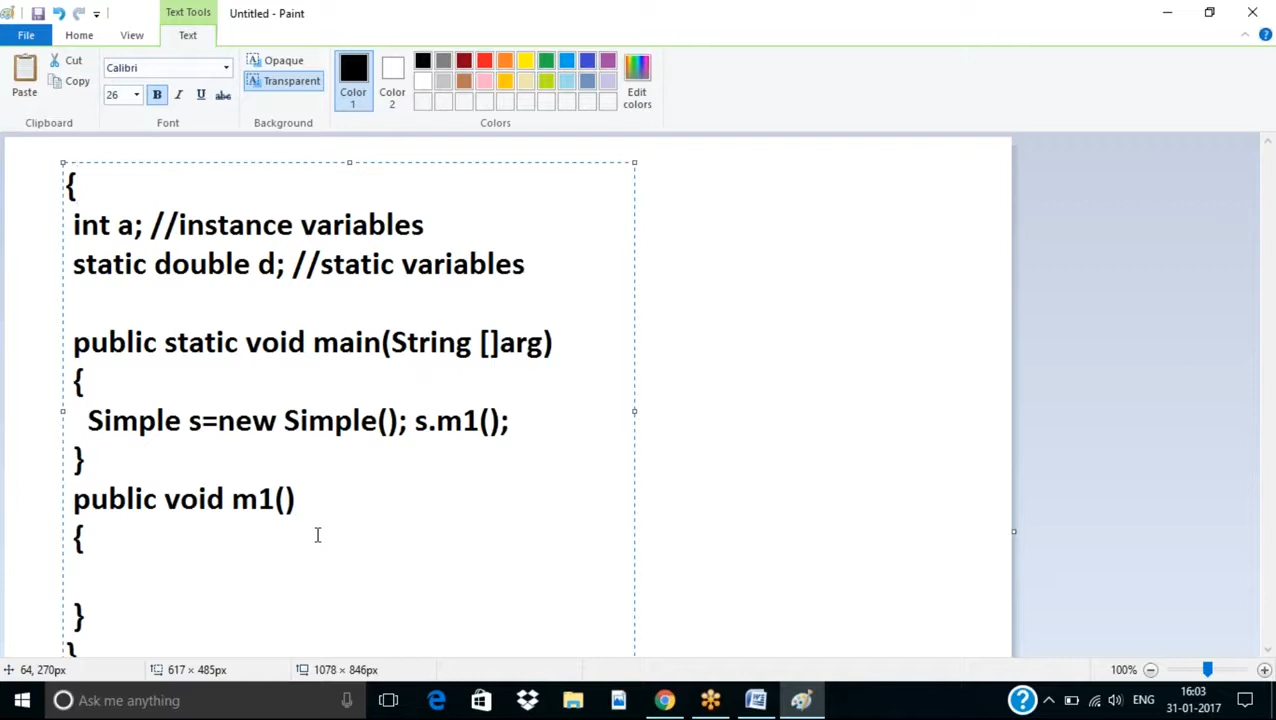 Text Tools
Untitled - Paint
File
Home
View
Text
Paste
Cut
Copy
Clipboard
Calibri
26
B
I
U
abc
Font
Opaque
Transparent
Background
Color 1
Color 2
Edit colors
Colors
{
int a; //instance variables
static double d; //static variables
public static void main(String []arg)
{
Simple s=new Simple(); s.m1();
}
public void m1()
{
}
}
64, 270px
617 × 485px
1078 × 846px
100%
Ask me anything
ENG
16:03
31-01-2017